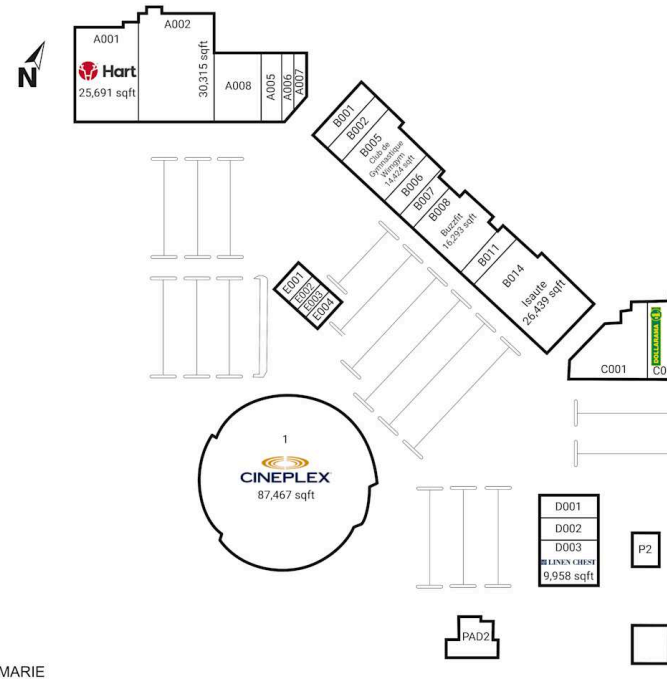 N
A001
Hart
25,691 sqft
A002
30,315 sqft
A008
A005
A006
A007
B001
B002
B005
Club de
Gymnastique
Wimgym
14,424 sqft
B006
B007
B008
Buzzfit
16,293 sqft
B011
B014
Isaute
26,439 sqft
E001
E002
E003
E004
C001
DOLLARAMA
C0
1
CINEPLEX
87,467 sqft
D001
D002
D003
LINEN CHEST
9,958 sqft
P2
PAD2
MARIE